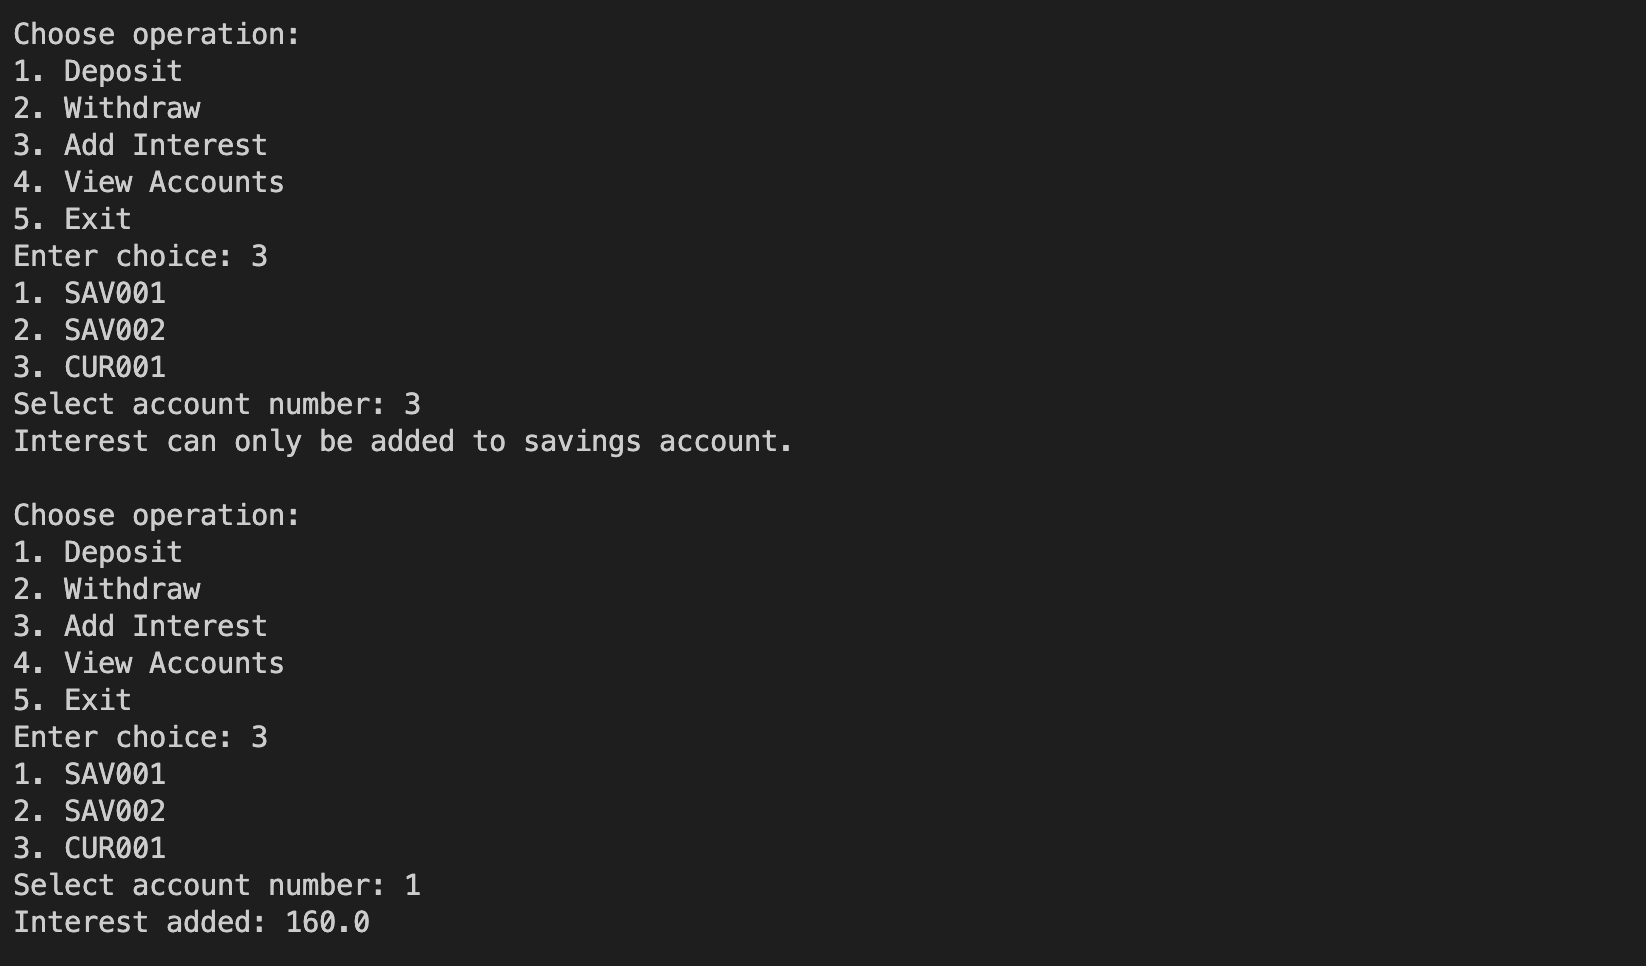 Choose operation:
1. Deposit
2. Withdraw
3. Add Interest
4. View Accounts
5. Exit
Enter choice: 3
1. SAV001
2. SAV002
3. CUR001
Select account number: 3
Interest can only be added to savings account.

Choose operation:
1. Deposit
2. Withdraw
3. Add Interest
4. View Accounts
5. Exit
Enter choice: 3
1. SAV001
2. SAV002
3. CUR001
Select account number: 1
Interest added: 160.0